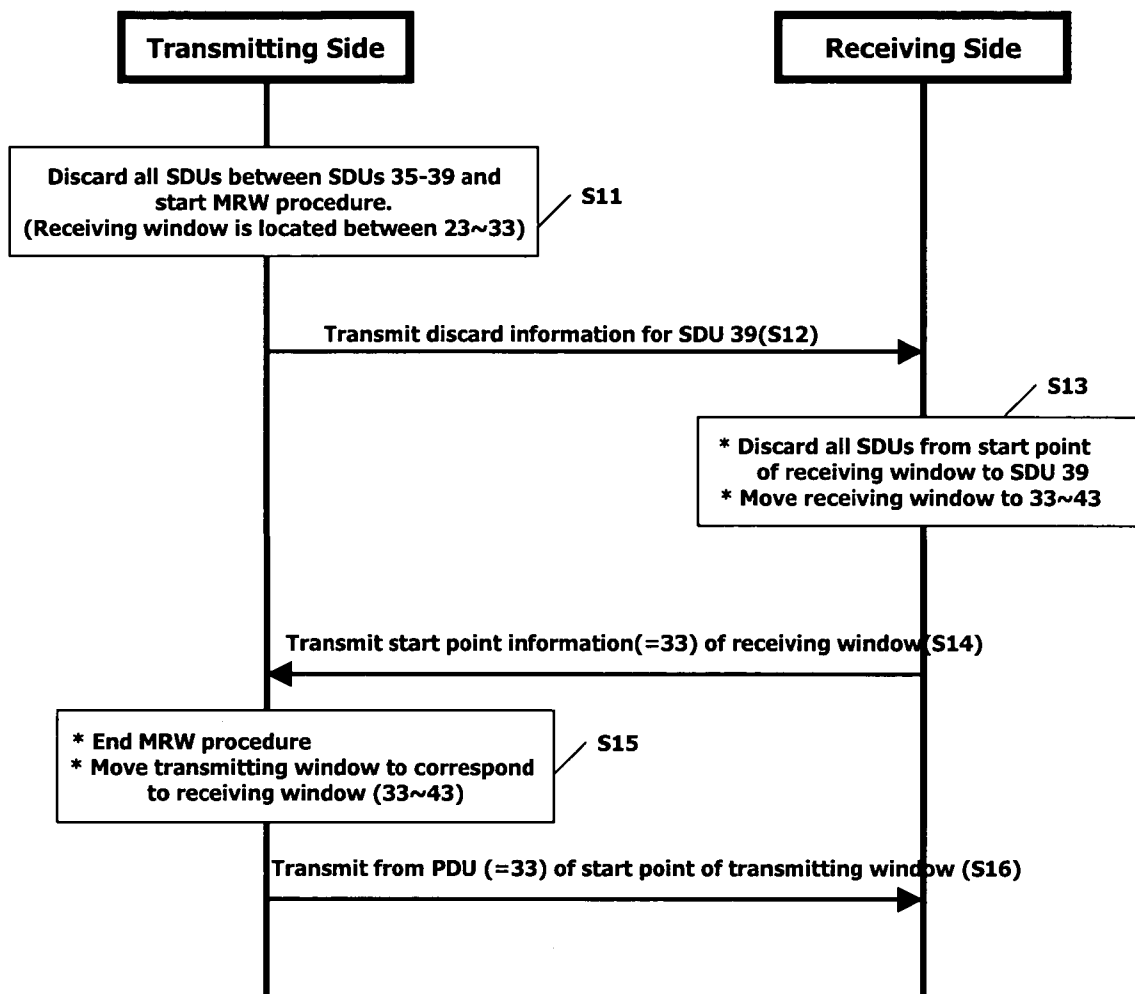 Transmitting Side
Receiving Side
Discard all SDUs between SDUs 35-39 and
start MRW procedure.
(Receiving window is located between 23~33)
S11
Transmit discard information for SDU 39(S12)
S13
* Discard all SDUs from start point
of receiving window to SDU 39
* Move receiving window to 33~43
Transmit start point information(=33) of receiving window(S14)
* End MRW procedure
* Move transmitting window to correspond
to receiving window (33~43)
S15
Transmit from PDU (=33) of start point of transmitting window (S16)